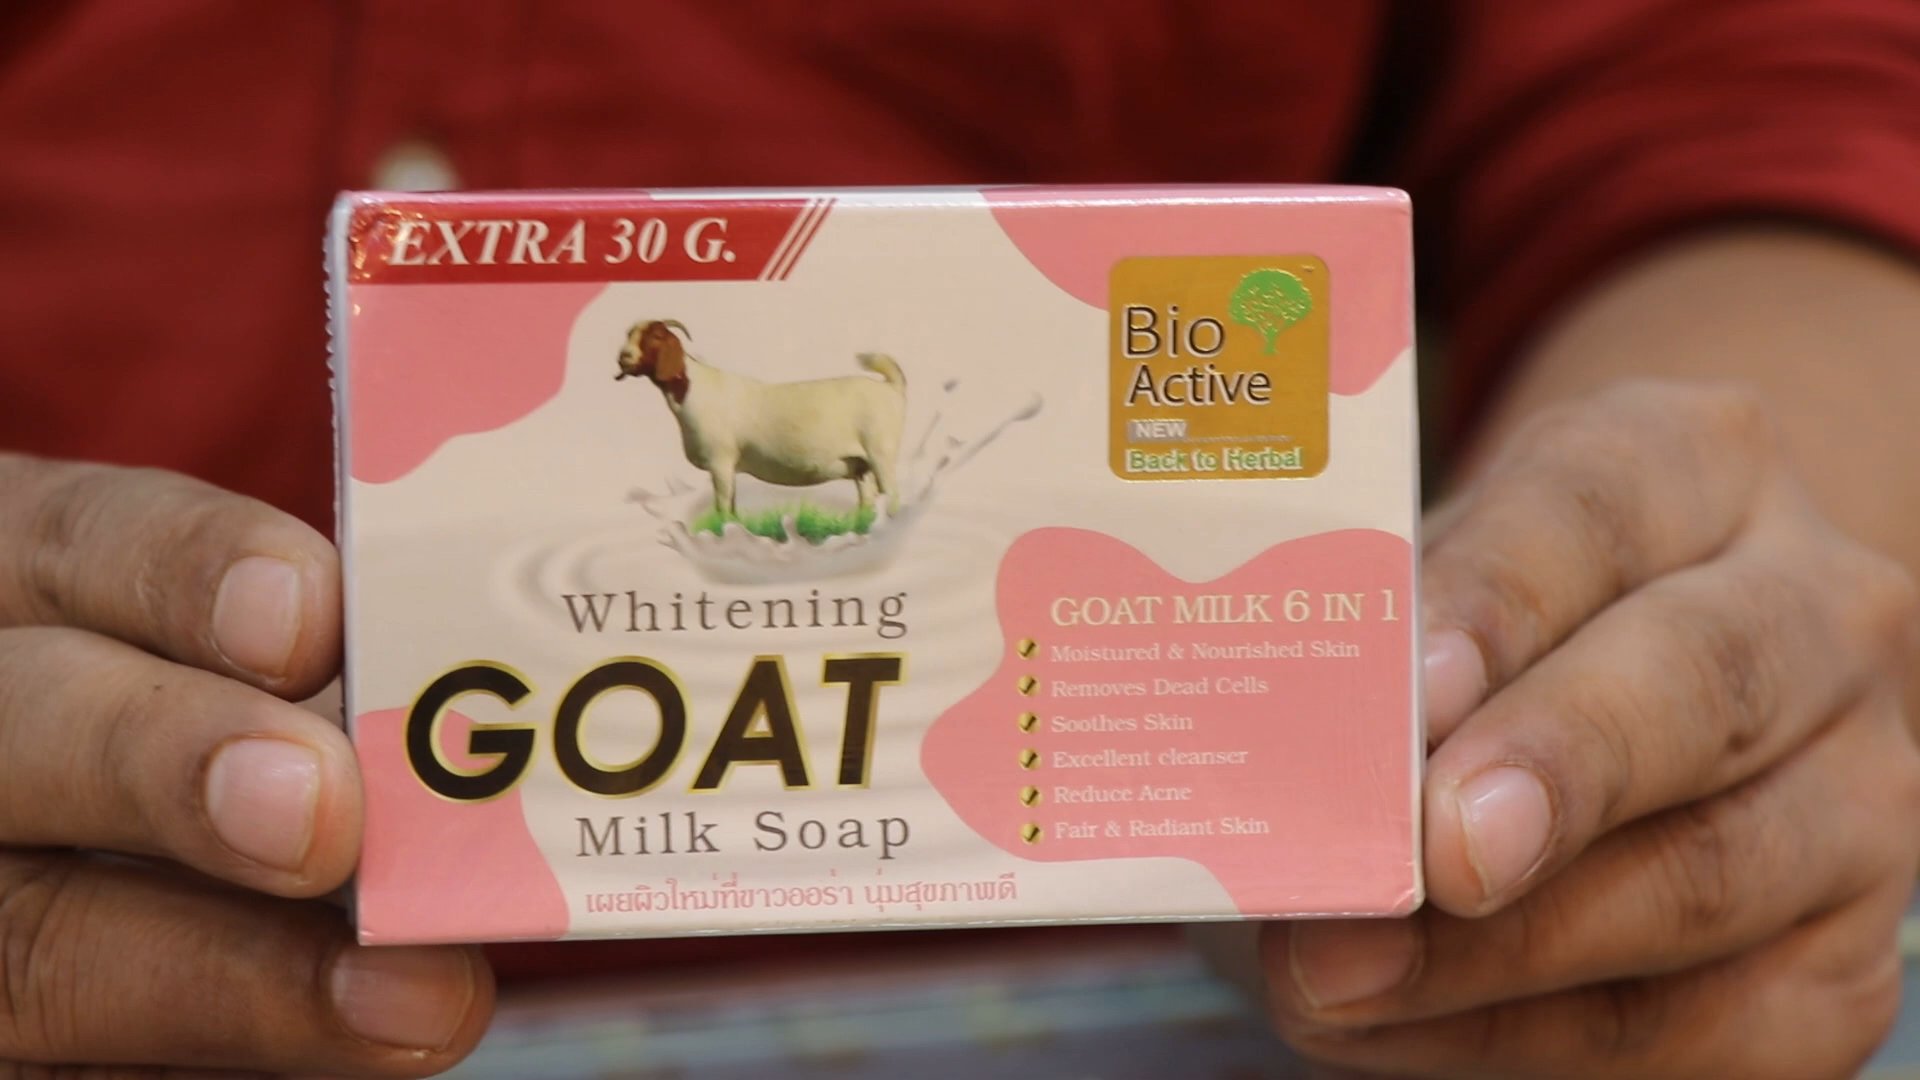 EXTRA 30 G.
Bio
Active
NEW
Back to Herbal
Whitening
GOAT
Milk Soap
เผยผิวใหม่ที่ขาวออร่า นุ่มสุขภาพดี
GOAT MILK 6 IN 1
Moistured & Nourished Skin
Removes Dead Cells
Soothes Skin
Excellent cleanser
Reduce Acne
Fair & Radiant Skin